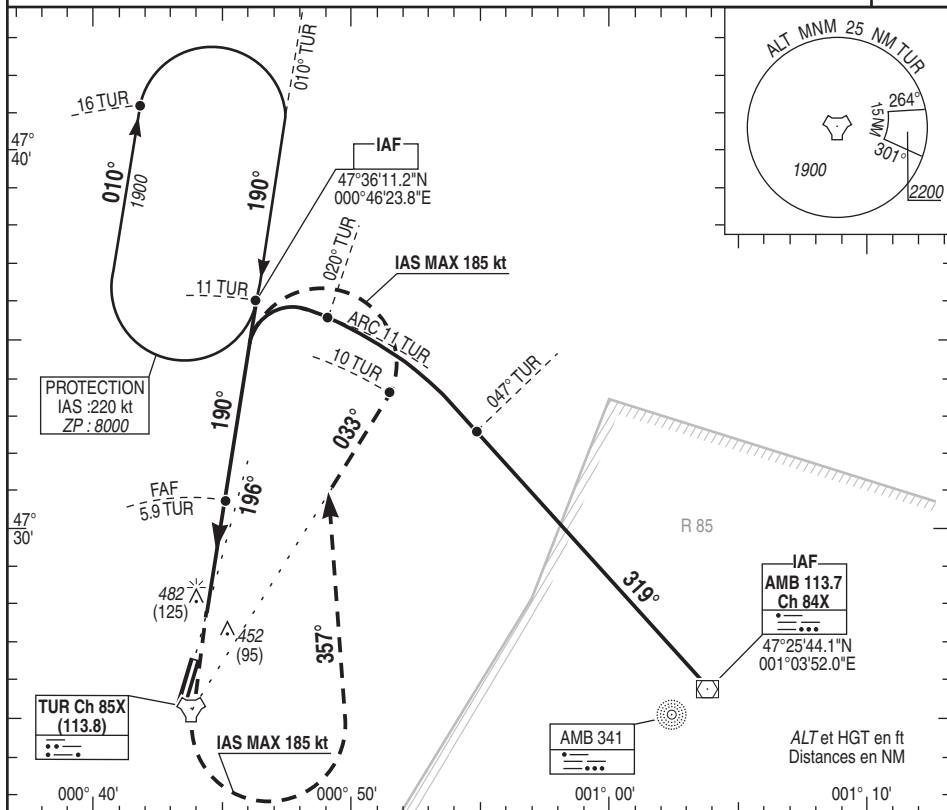 010° TUR
16 TUR
010°
1900
190°
47°
40'
IAF
47°36'11.2"N
000°46'23.8"E
020° TUR
IAS MAX 185 kt
11 TUR
ARC 11 TUR
10 TUR
047° TUR
PROTECTION
IAS :220 kt
ZP : 8000
190°
033°
FAF
5.9 TUR
196°
47°
30'
R 85
319°
IAF
AMB 113.7
Ch 84X
47°25'44.1"N
001°03'52.0"E
482
(125)
452
(95)
357°
TUR Ch 85X
(113.8)
IAS MAX 185 kt
AMB 341
ALT et HGT en ft
Distances en NM
000° 40'
000° 50'
001° 00'
001° 10'
ALT MNM 25 NM TUR
264°
15 NM
301°
1900
2200